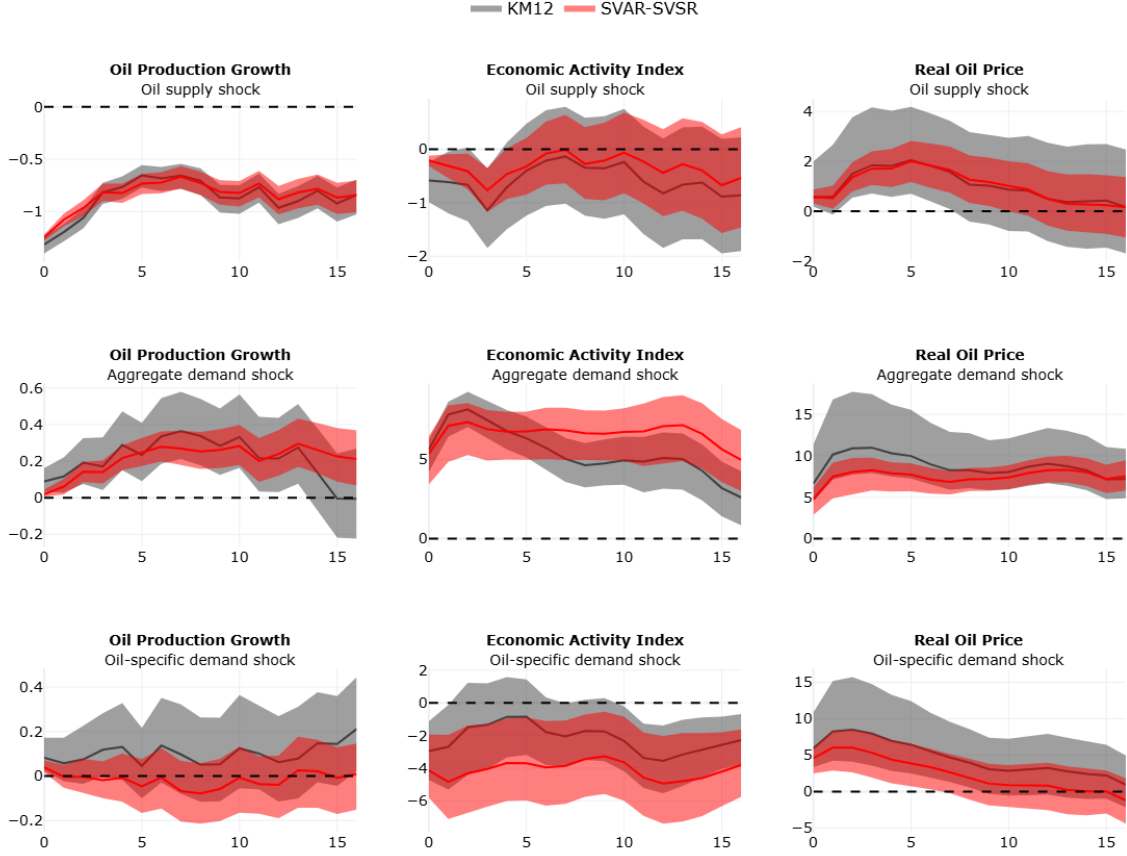 KM12 SVAR-SVSR
Oil Production Growth
Oil supply shock
0
−0.5
−1
0 5 10 15
Economic Activity Index
Oil supply shock
0
−1
−2
0 5 10 15
Real Oil Price
Oil supply shock
4
2
0
−2
0 5 10 15
Oil Production Growth
Aggregate demand shock
0.6
0.4
0.2
0
−0.2
0 5 10 15
Economic Activity Index
Aggregate demand shock
5
0
0 5 10 15
Real Oil Price
Aggregate demand shock
15
10
5
0
0 5 10 15
Oil Production Growth
Oil-specific demand shock
0.4
0.2
0
−0.2
0 5 10 15
Economic Activity Index
Oil-specific demand shock
2
0
−2
−4
−6
0 5 10 15
Real Oil Price
Oil-specific demand shock
15
10
5
0
−5
0 5 10 15